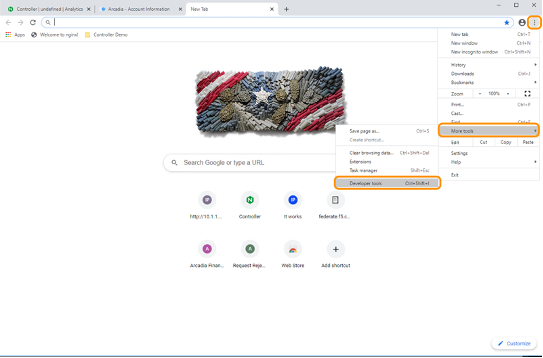 Controller | undefined | Analytics
Arcadia - Account Information
New Tab
Apps
Welcome to nginx!
Controller Demo
New tab Ctrl+T
New window Ctrl+N
New incognito window Ctrl+Shift+N
History
Downloads Ctrl+J
Bookmarks
Zoom - 100% +
Print... Ctrl+P
Cast...
More tools
Edit Cut Copy Paste
Settings
Help
Exit
Save page as... Ctrl+S
Create shortcut...
Clear browsing data... Ctrl+Shift+Del
Extensions
Task manager Shift+Esc
Developer tools Ctrl+Shift+I
Search Google or type a URL
IP
IP
http://10.1.1...
Controller
It works
federate.f5.c...
A
R
Arcadia Finan...
Request Reje...
Web Store
Add shortcut
Customize